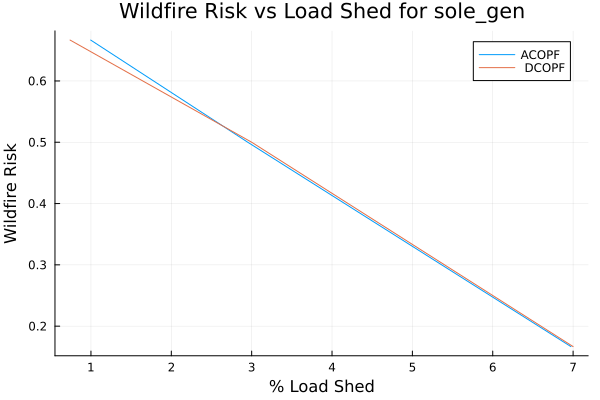 Wildfire Risk vs Load Shed for sole_gen
ACOPF
DCOPF
Wildfire Risk
0.6
0.5
0.4
0.3
0.2
1 2 3 4 5 6 7
% Load Shed